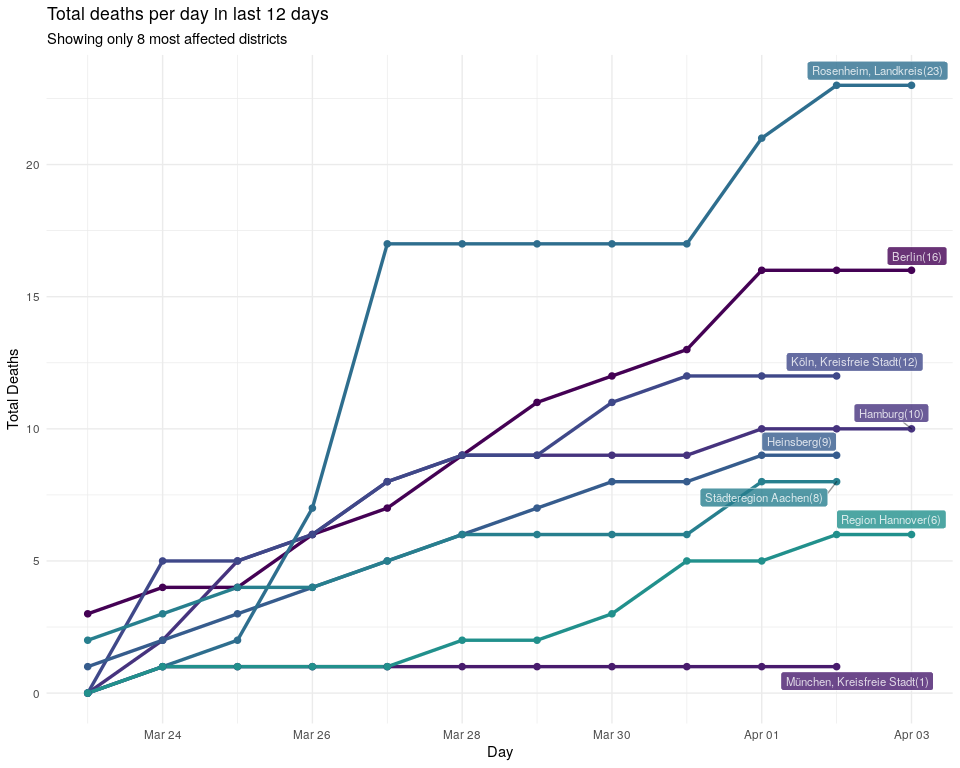 Total deaths per day in last 12 days
Showing only 8 most affected districts
Total Deaths
20
15
10
5
0
Rosenheim, Landkreis(23)
Berlin(16)
Köln, Kreisfreie Stadt(12)
Hamburg(10)
Heinsberg(9)
Städteregion Aachen(8)
Region Hannover(6)
München, Kreisfreie Stadt(1)
Mar 24 Mar 26 Mar 28 Mar 30 Apr 01 Apr 03
Day